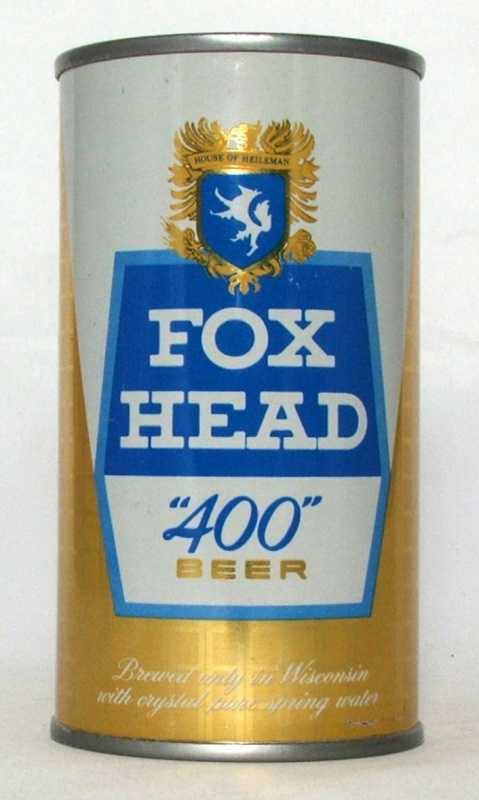 HOUSE OF HEILEMAN
FOX
HEAD
"400"
BEER
Brewed only in Wisconsin
with crystal pure spring water